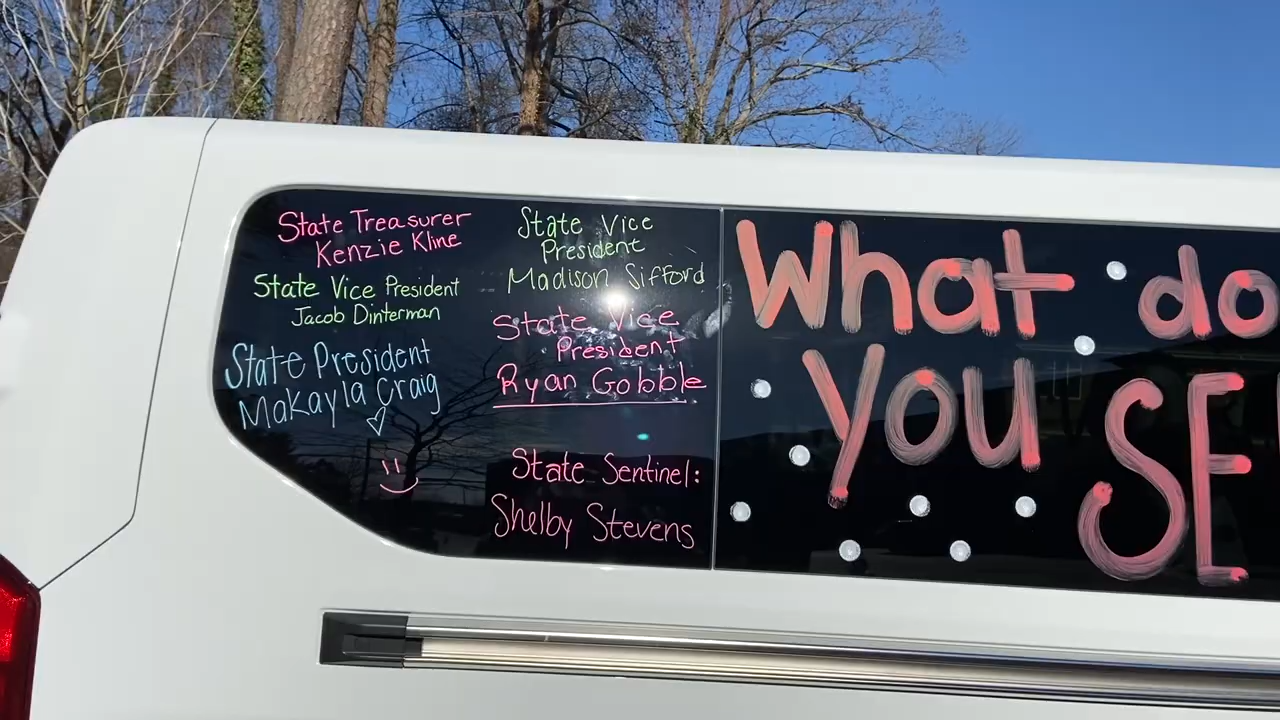 State Treasurer
Kenzie Kline
State Vice President
Jacob Dinterman
State President
Makayla Craig
State Vice
President
Madison Sifford
State Vice
President
Ryan Gobble
State Sentinel:
Shelby Stevens
What do
you SE